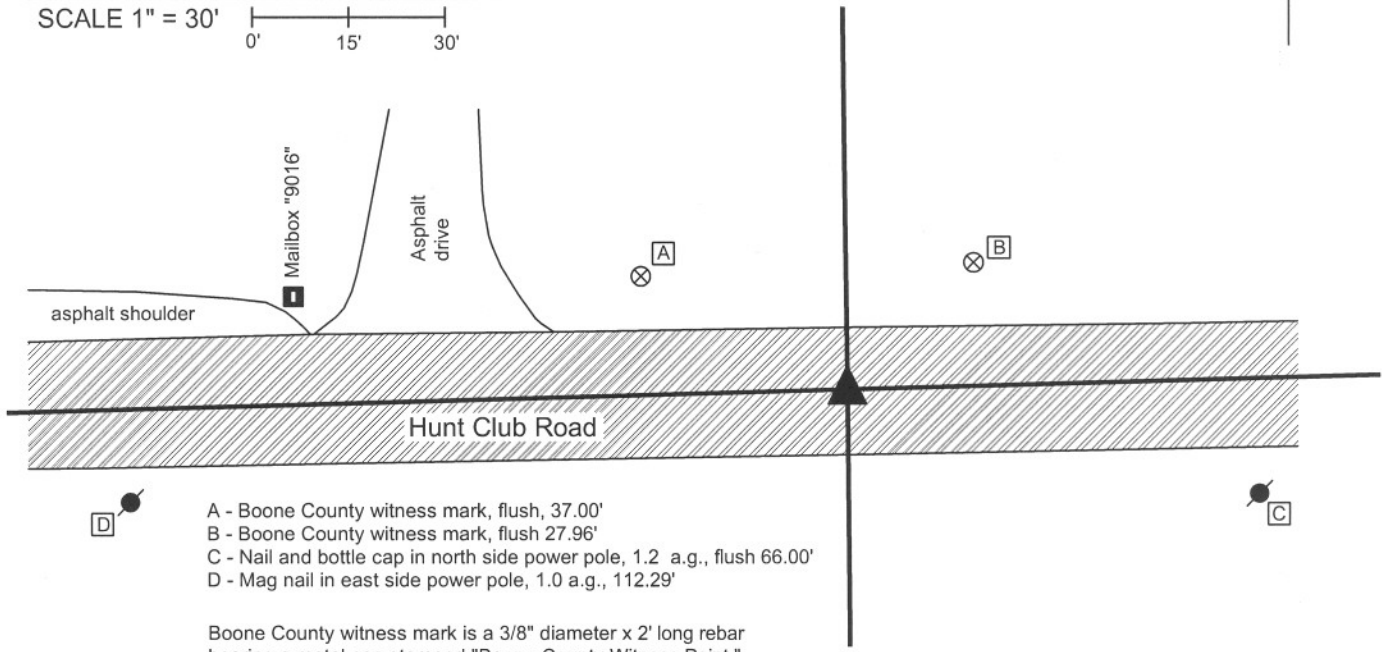 SCALE 1" = 30'
0' 15' 30'
Mailbox "9016"
Asphalt
drive
A
B
asphalt shoulder
Hunt Club Road
D
C
A - Boone County witness mark, flush, 37.00'
B - Boone County witness mark, flush 27.96'
C - Nail and bottle cap in north side power pole, 1.2 a.g., flush 66.00'
D - Mag nail in east side power pole, 1.0 a.g., 112.29'
Boone County witness mark is a 3/8" diameter x 2' long rebar